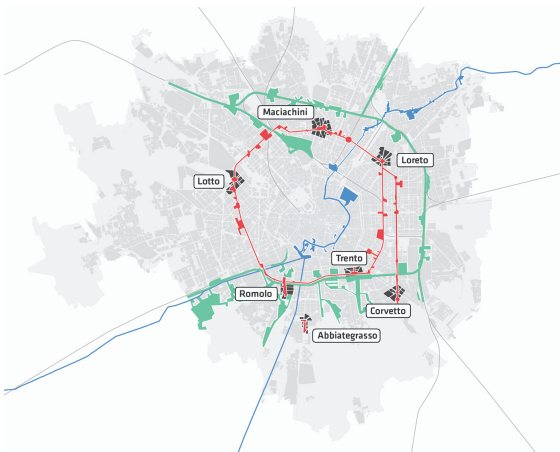 Maciachini
Loreto
Lotto
Trento
Romolo
Corvetto
Abbiategrasso